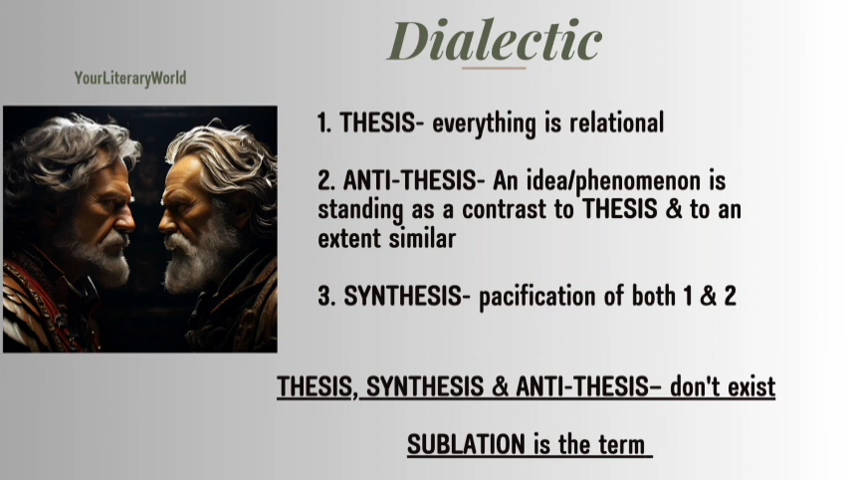 Dialectic
YourLiteraryWorld
1. THESIS- everything is relational
2. ANTI-THESIS- An idea/phenomenon is
standing as a contrast to THESIS & to an
extent similar
3. SYNTHESIS- pacification of both 1 & 2
THESIS, SYNTHESIS & ANTI-THESIS– don't exist
SUBLATION is the term